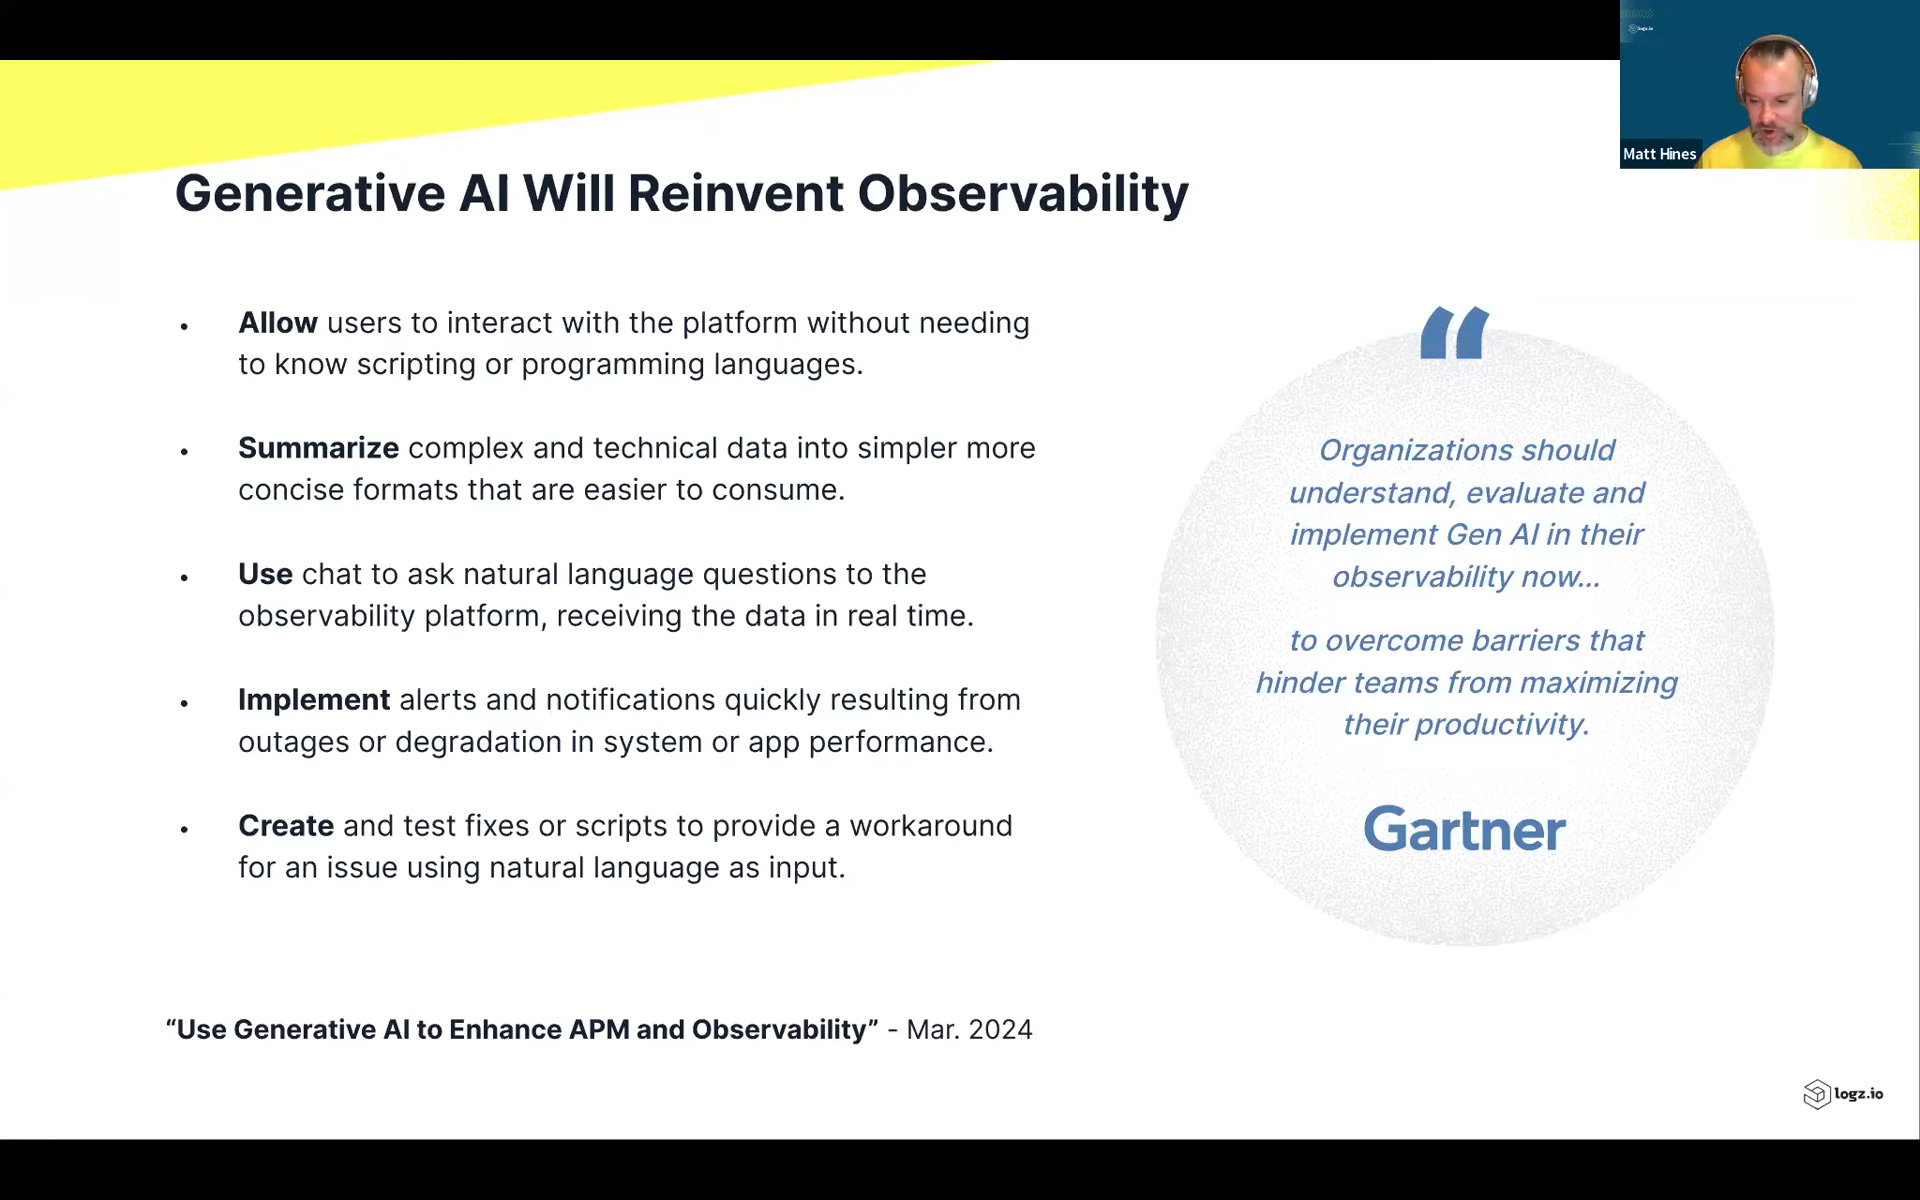 logz.io
Matt Hines
Generative AI Will Reinvent Observability
• Allow users to interact with the platform without needing
to know scripting or programming languages.
• Summarize complex and technical data into simpler more
concise formats that are easier to consume.
• Use chat to ask natural language questions to the
observability platform, receiving the data in real time.
• Implement alerts and notifications quickly resulting from
outages or degradation in system or app performance.
• Create and test fixes or scripts to provide a workaround
for an issue using natural language as input.
“
Organizations should
understand, evaluate and
implement Gen AI in their
observability now...
to overcome barriers that
hinder teams from maximizing
their productivity.
Gartner
“Use Generative AI to Enhance APM and Observability” - Mar. 2024
logz.io